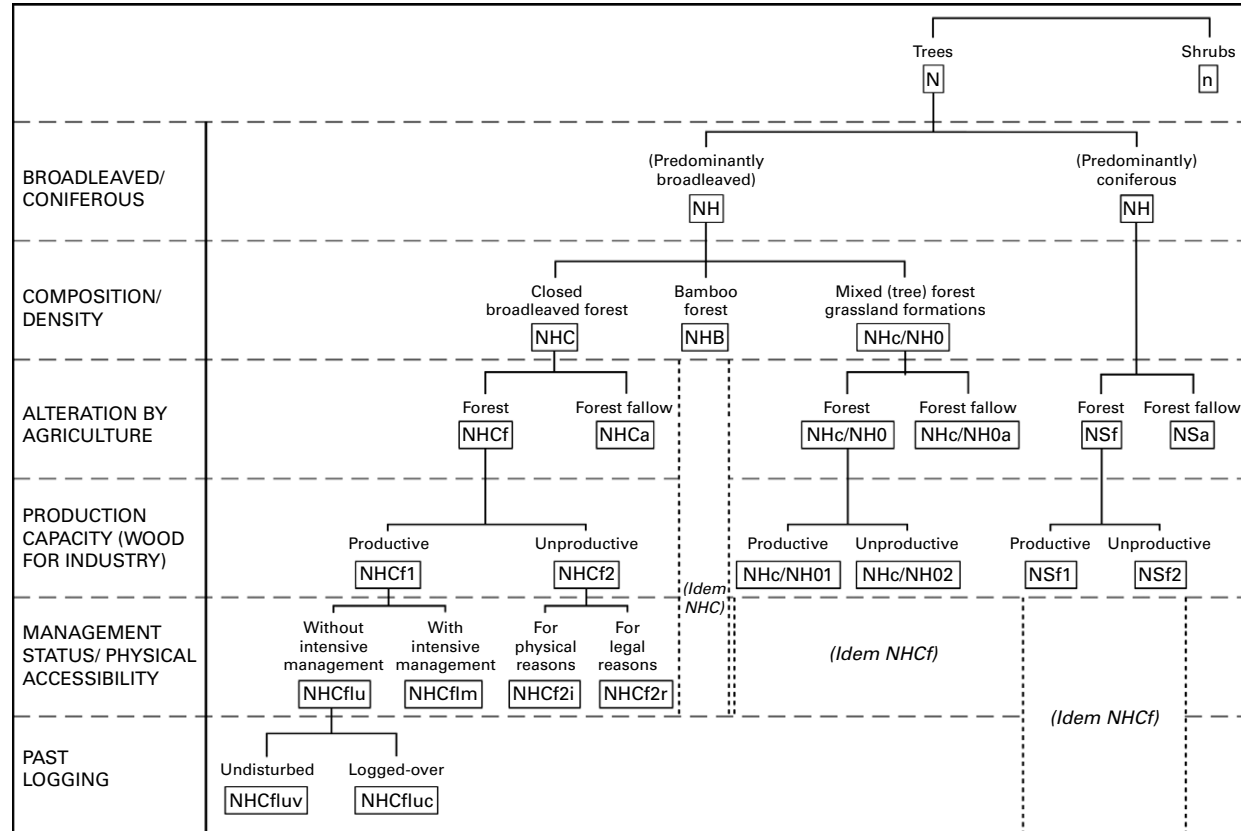 Trees
Shrubs
N
n
BROADLEAVED/
CONIFEROUS
(Predominantly
broadleaved)
NH
(Predominantly)
coniferous
NH
COMPOSITION/
DENSITY
Closed
broadleaved forest
NHC
Bamboo
forest
NHB
Mixed (tree) forest
grassland formations
NHc/NH0
ALTERATION BY
AGRICULTURE
Forest
NHCf
Forest fallow
NHCa
Forest
NHc/NH0
Forest fallow
NHc/NH0a
Forest
NSf
Forest fallow
NSa
PRODUCTION
CAPACITY (WOOD
FOR INDUSTRY)
Productive
NHCf1
Unproductive
NHCf2
(Idem
NHC)
Productive
NHc/NH01
Unproductive
NHc/NH02
Productive
NSf1
Unproductive
NSf2
MANAGEMENT
STATUS/ PHYSICAL
ACCESSIBILITY
Without
intensive
management
NHCflu
With
intensive
management
NHCflm
For
physical
reasons
NHCf2i
For
legal
reasons
NHCf2r
(Idem NHCf)
(Idem NHCf)
PAST
LOGGING
Undisturbed
NHCfluv
Logged-over
NHCfluc